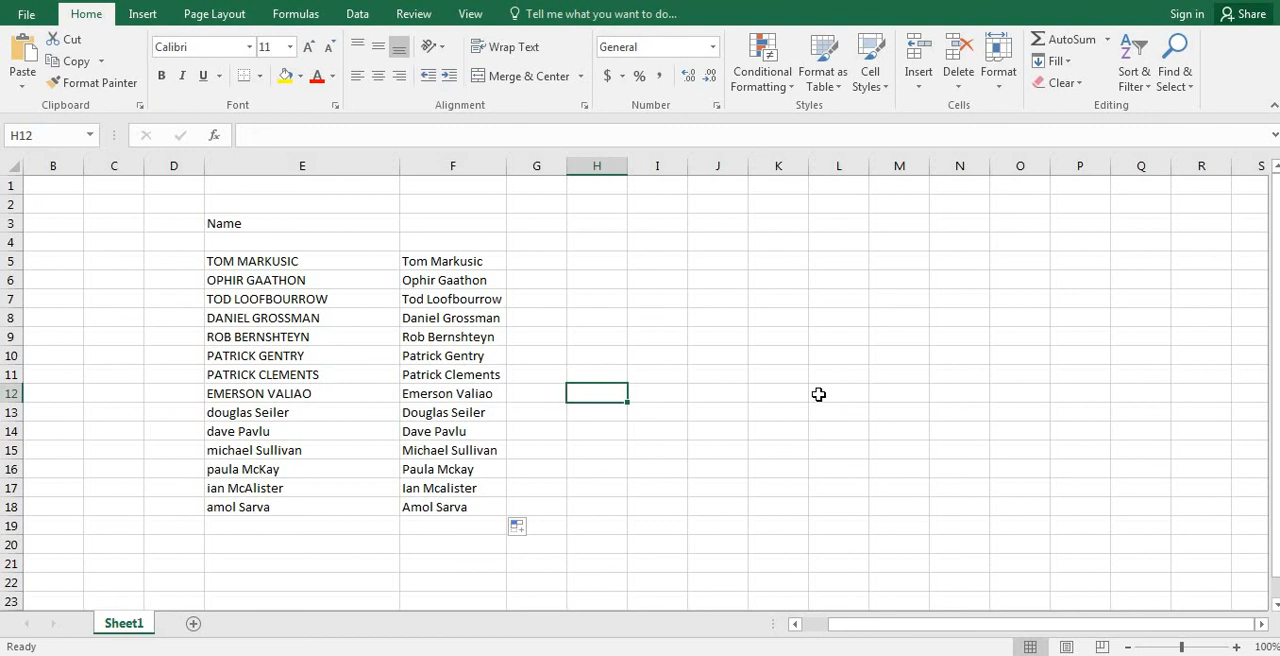 File Home Insert Page Layout Formulas Data Review View Tell me what you want to do... Sign in Share
Cut
Copy
Format Painter
Paste
Clipboard
Calibri 11
B I U
Font
Wrap Text
Merge & Center
Alignment
General
$ % ,
Number
Conditional Formatting
Format as Table
Cell Styles
Styles
Insert
Delete
Format
Cells
AutoSum
Fill
Clear
Sort & Filter
Find & Select
Editing
H12 fx
B C D E F G H I J K L M N O P Q R S
1
2
3 Name
4
5 TOM MARKUSIC Tom Markusic
6 OPHIR GAATHON Ophir Gaathon
7 TOD LOOFBOURROW Tod Loofbourrow
8 DANIEL GROSSMAN Daniel Grossman
9 ROB BERNSHTEYN Rob Bernshteyn
10 PATRICK GENTRY Patrick Gentry
11 PATRICK CLEMENTS Patrick Clements
12 EMERSON VALIAO Emerson Valiao
13 douglas Seiler Douglas Seiler
14 dave Pavlu Dave Pavlu
15 michael Sullivan Michael Sullivan
16 paula McKay Paula Mckay
17 ian McAlister Ian Mcalister
18 amol Sarva Amol Sarva
19
20
21
22
23
Sheet1
Ready 100%